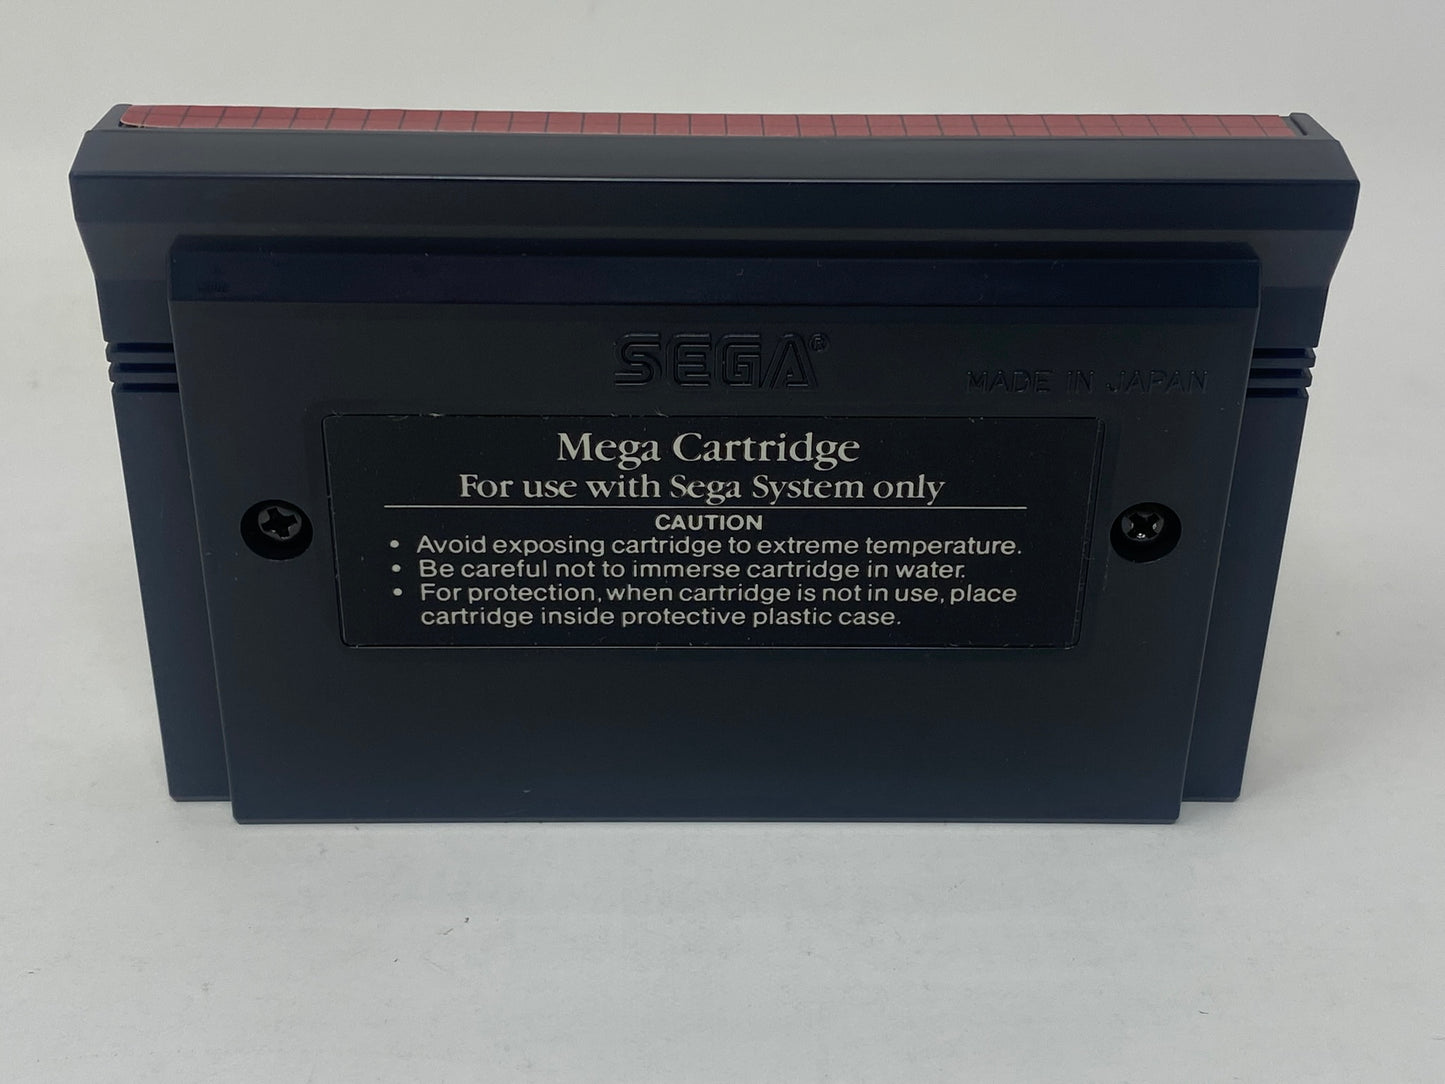 SEGA®
MADE IN JAPAN
Mega Cartridge
For use with Sega System only
CAUTION
• Avoid exposing cartridge to extreme temperature.
• Be careful not to immerse cartridge in water.
• For protection, when cartridge is not in use, place
cartridge inside protective plastic case.